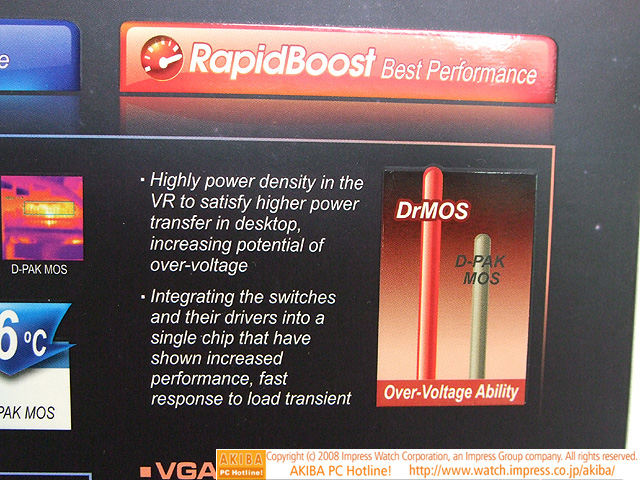 e
RapidBoost Best Performance
· Highly power density in the
VR to satisfy higher power
transfer in desktop,
increasing potential of
over-voltage
· Integrating the switches
and their drivers into a
single chip that have
shown increased
performance, fast
response to load transient
DrMOS
D-PAK
MOS
Over-Voltage Ability
D-PAK MOS
6°C
PAK MOS
▪ VGA
AKIBA
PC Hotline!
Copyright (c) 2008 Impress Watch Corporation, an Impress Group company. All rights reserved.
AKIBA PC Hotline! http://www.watch.impress.co.jp/akiba/